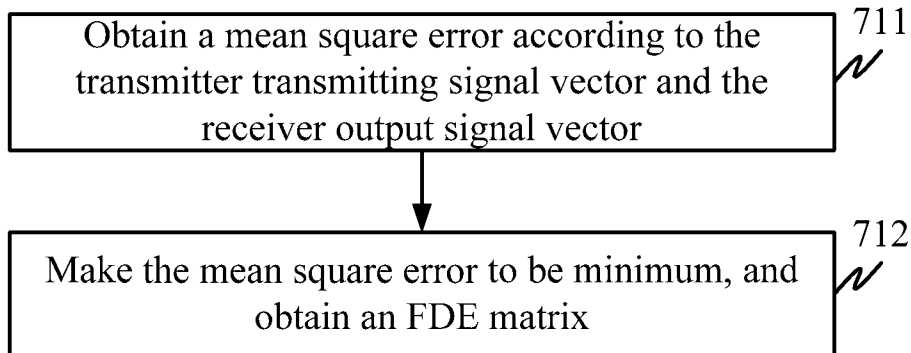 Obtain a mean square error according to the
transmitter transmitting signal vector and the
receiver output signal vector
711
Make the mean square error to be minimum, and
obtain an FDE matrix
712